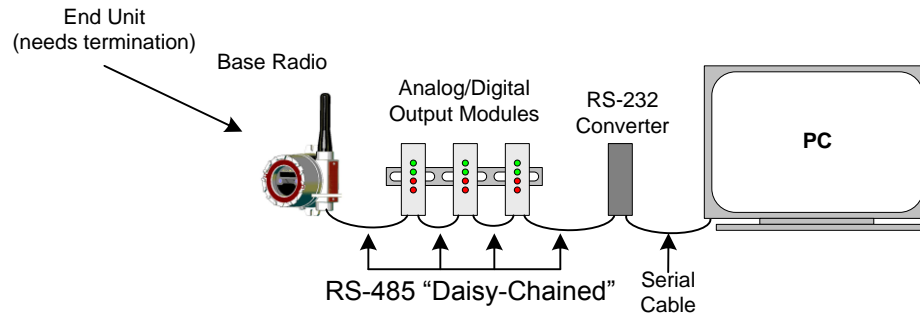 End Unit
(needs termination)
Base Radio
Analog/Digital
Output Modules
RS-232
Converter
PC
RS-485 “Daisy-Chained”
Serial
Cable